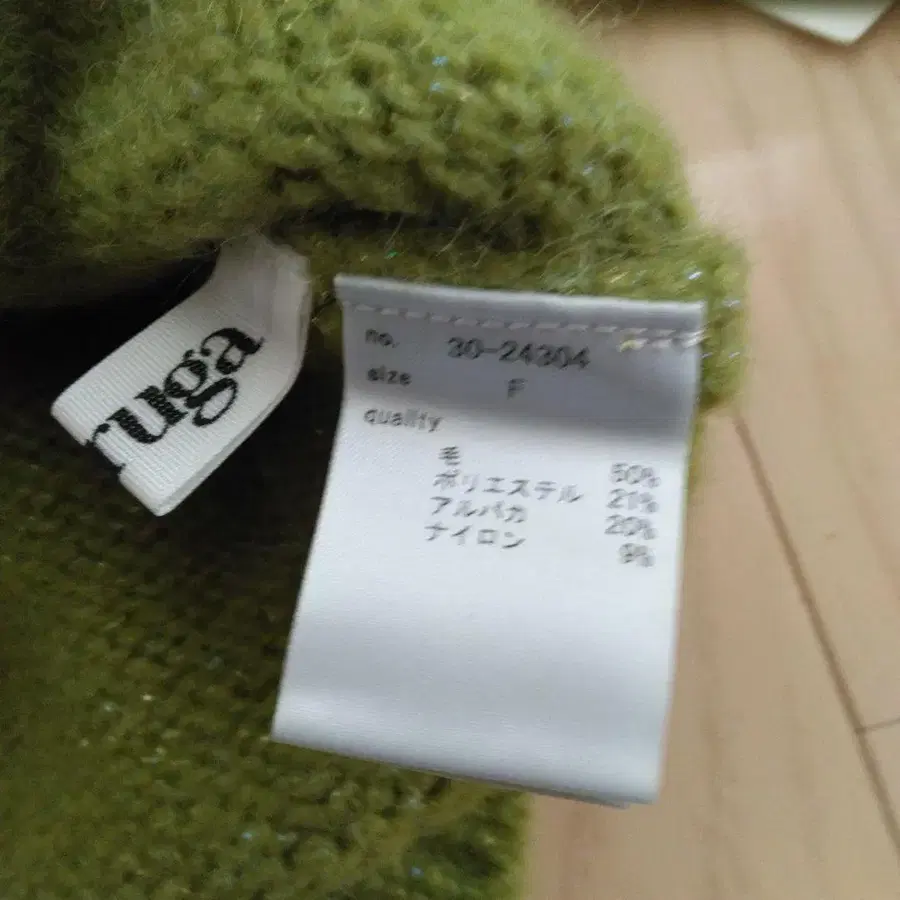 ruga
no. 30-24304
size F
quality
毛 50%
ポリエステル 21%
アルパカ 20%
ナイロン 9%